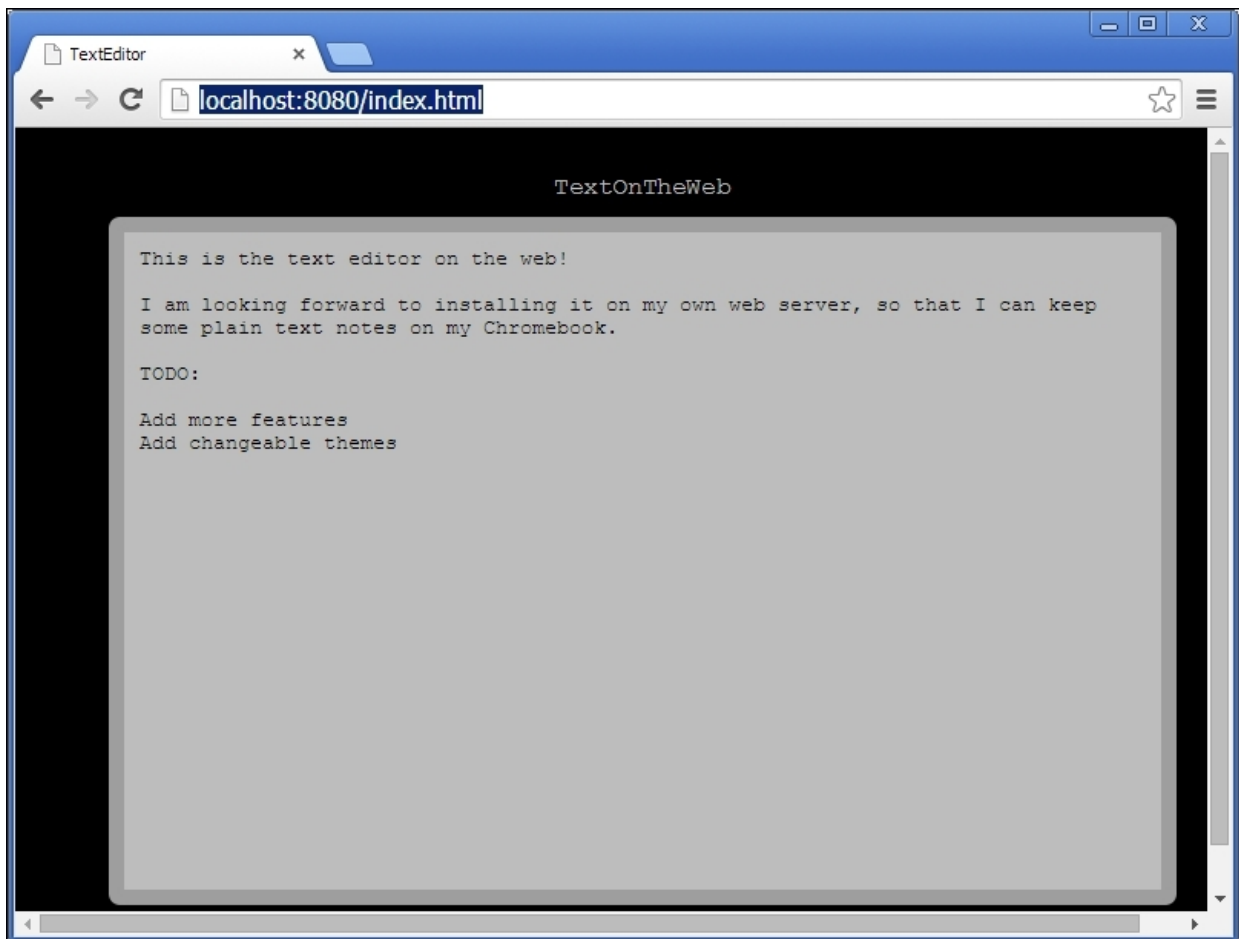 TextEditor
localhost:8080/index.html
TextOnTheWeb
This is the text editor on the web!
I am looking forward to installing it on my own web server, so that I can keep
some plain text notes on my Chromebook.
TODO:
Add more features
Add changeable themes